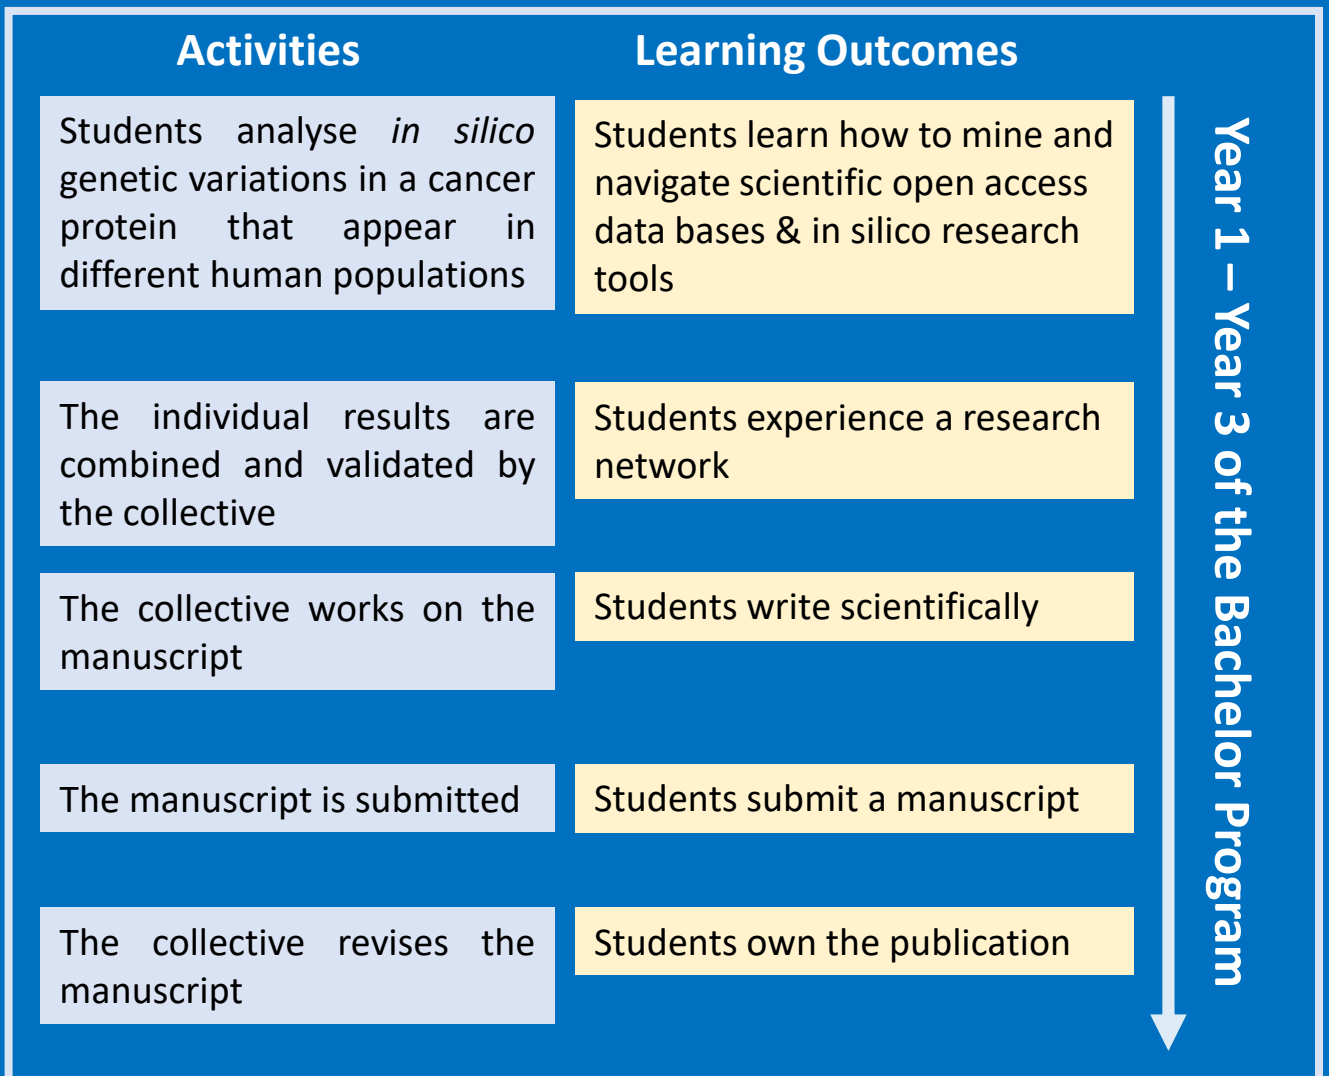 Activities
Learning Outcomes
Students analyse in silico
genetic variations in a cancer
protein that appear in
different human populations
Students learn how to mine and
navigate scientific open access
data bases & in silico research
tools
The individual results are
combined and validated by
the collective
Students experience a research
network
The collective works on the
manuscript
Students write scientifically
The manuscript is submitted
Students submit a manuscript
The collective revises the
manuscript
Students own the publication
Year 1 – Year 3 of the Bachelor Program